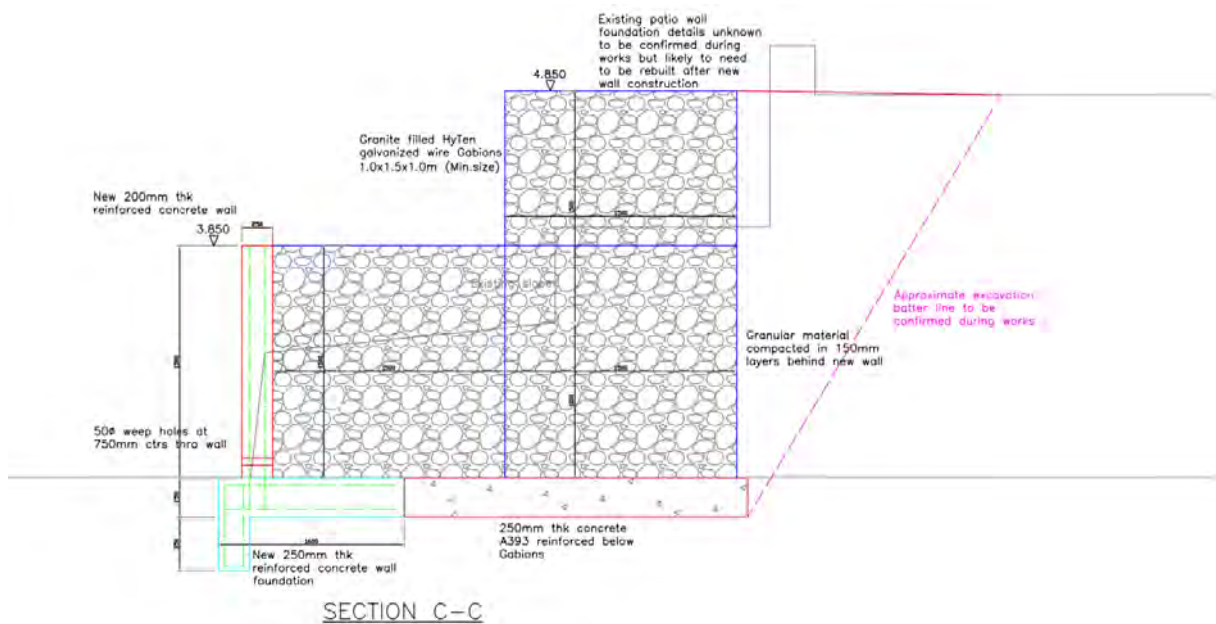 Existing patio wall
foundation details unknown
to be confirmed during
works but likely to need
to be rebuilt after new
wall construction
4.850
Granite filled HyTen
galvanized wire Gabions
1.0x1.5x1.0m (Min.size)
New 200mm thk
reinforced concrete wall
3.850
Existing slope
Approximate excavation
batter line to be
confirmed during works
Granular material
compacted in 150mm
layers behind new wall
50ø weep holes at
750mm ctrs thro wall
250mm thk concrete
A393 reinforced below
Gabions
New 250mm thk
reinforced concrete wall
foundation
SECTION C-C